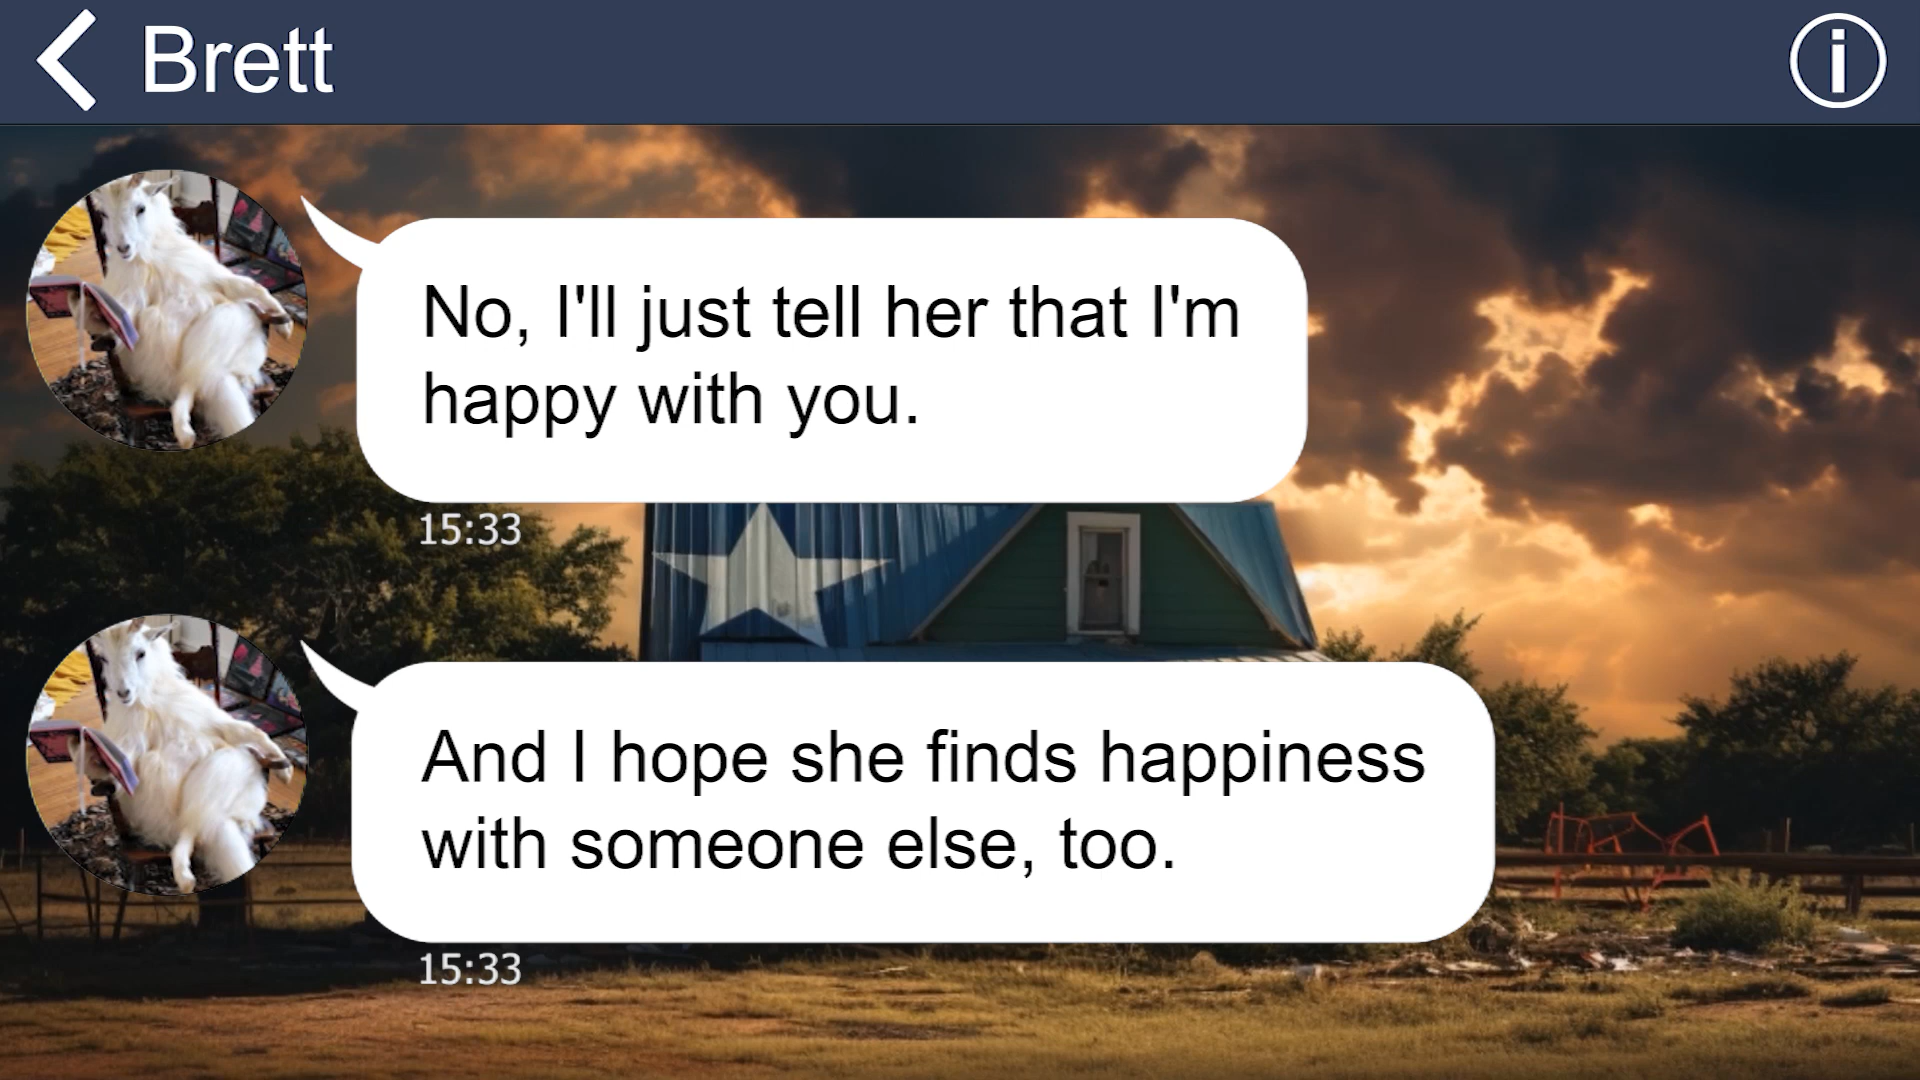 Brett
No, I'll just tell her that I'm
happy with you.
15:33
And I hope she finds happiness
with someone else, too.
15:33